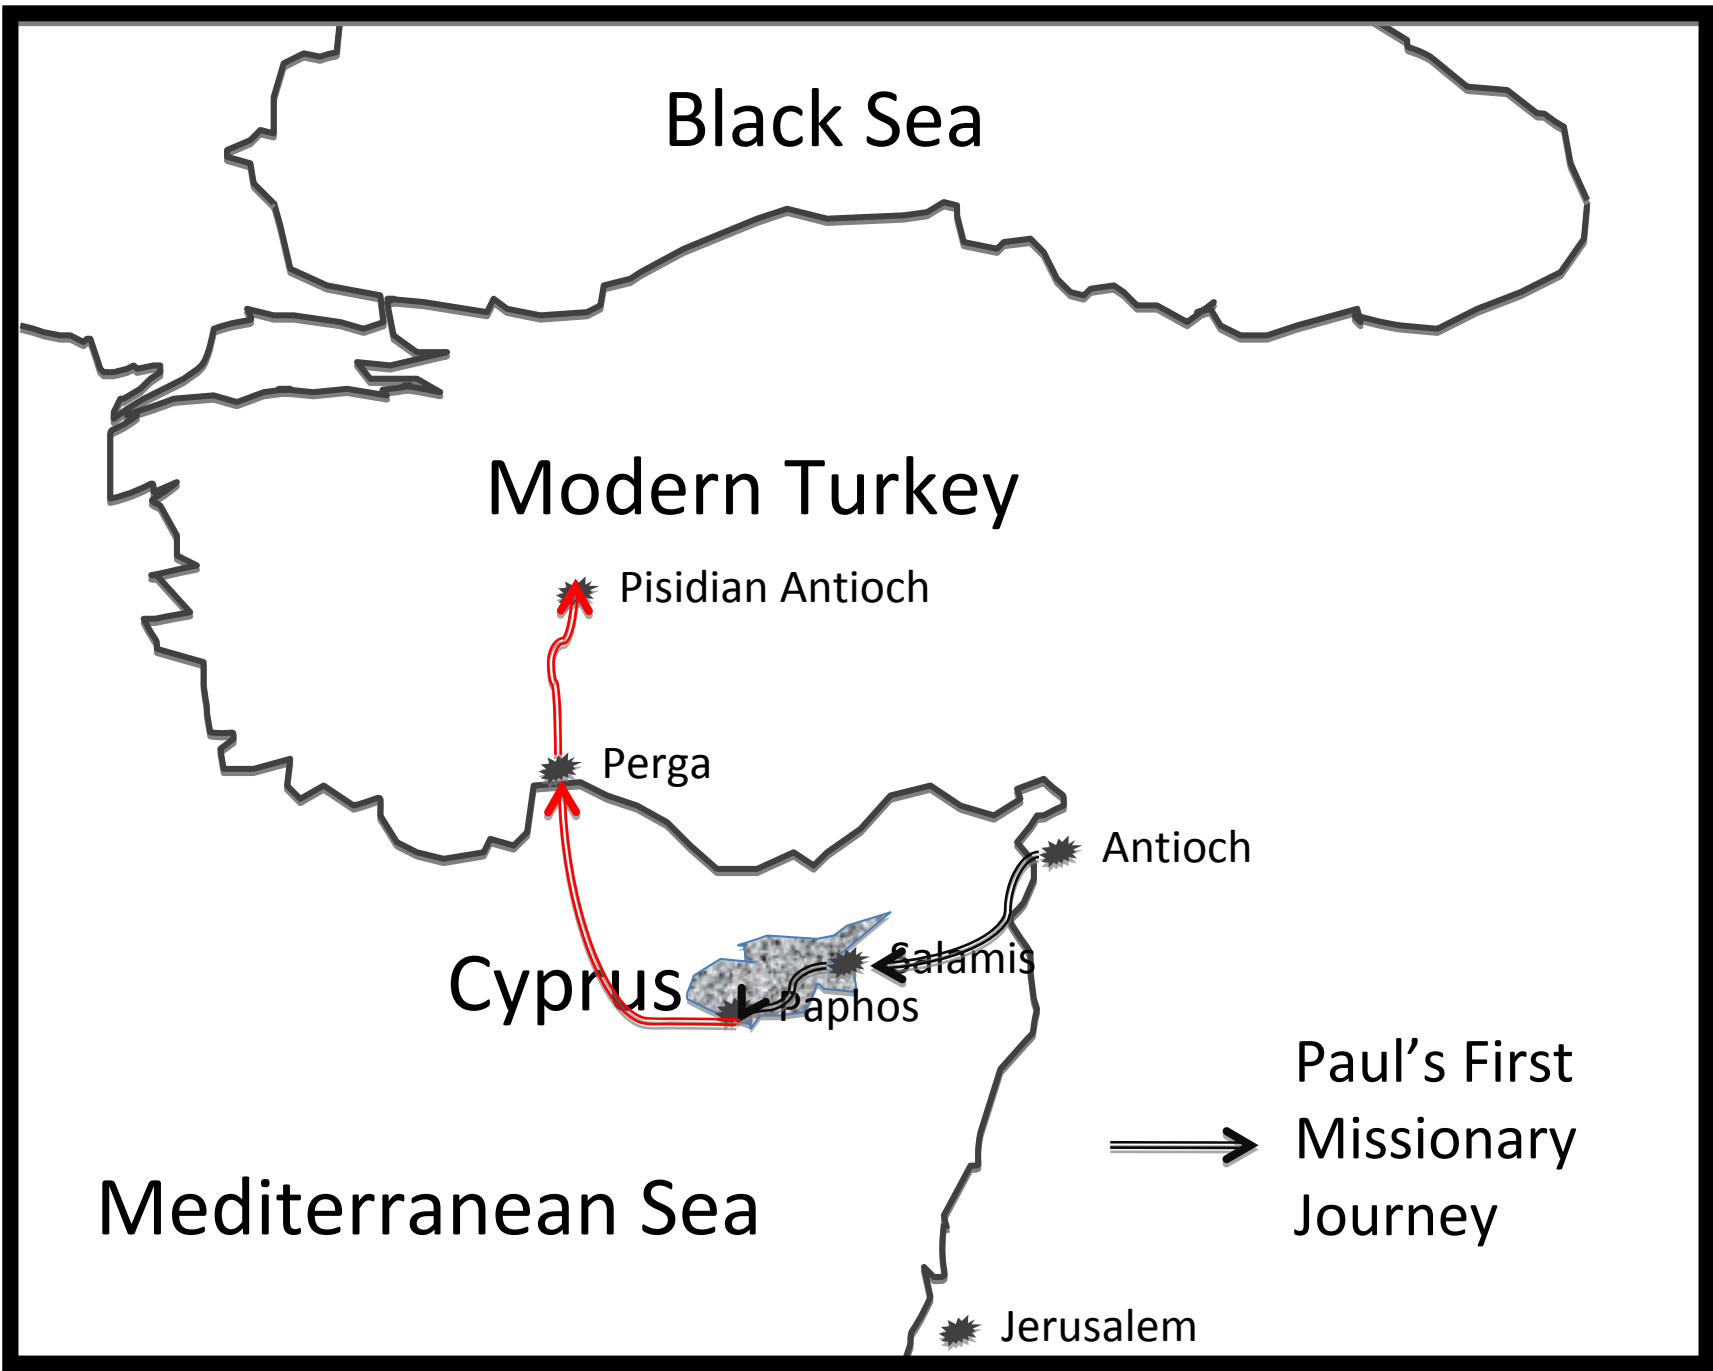 Black Sea
Modern Turkey
Pisidian Antioch
Perga
Antioch
Salamis
Cyprus
Paphos
Paul’s First
Missionary
Journey
Mediterranean Sea
Jerusalem